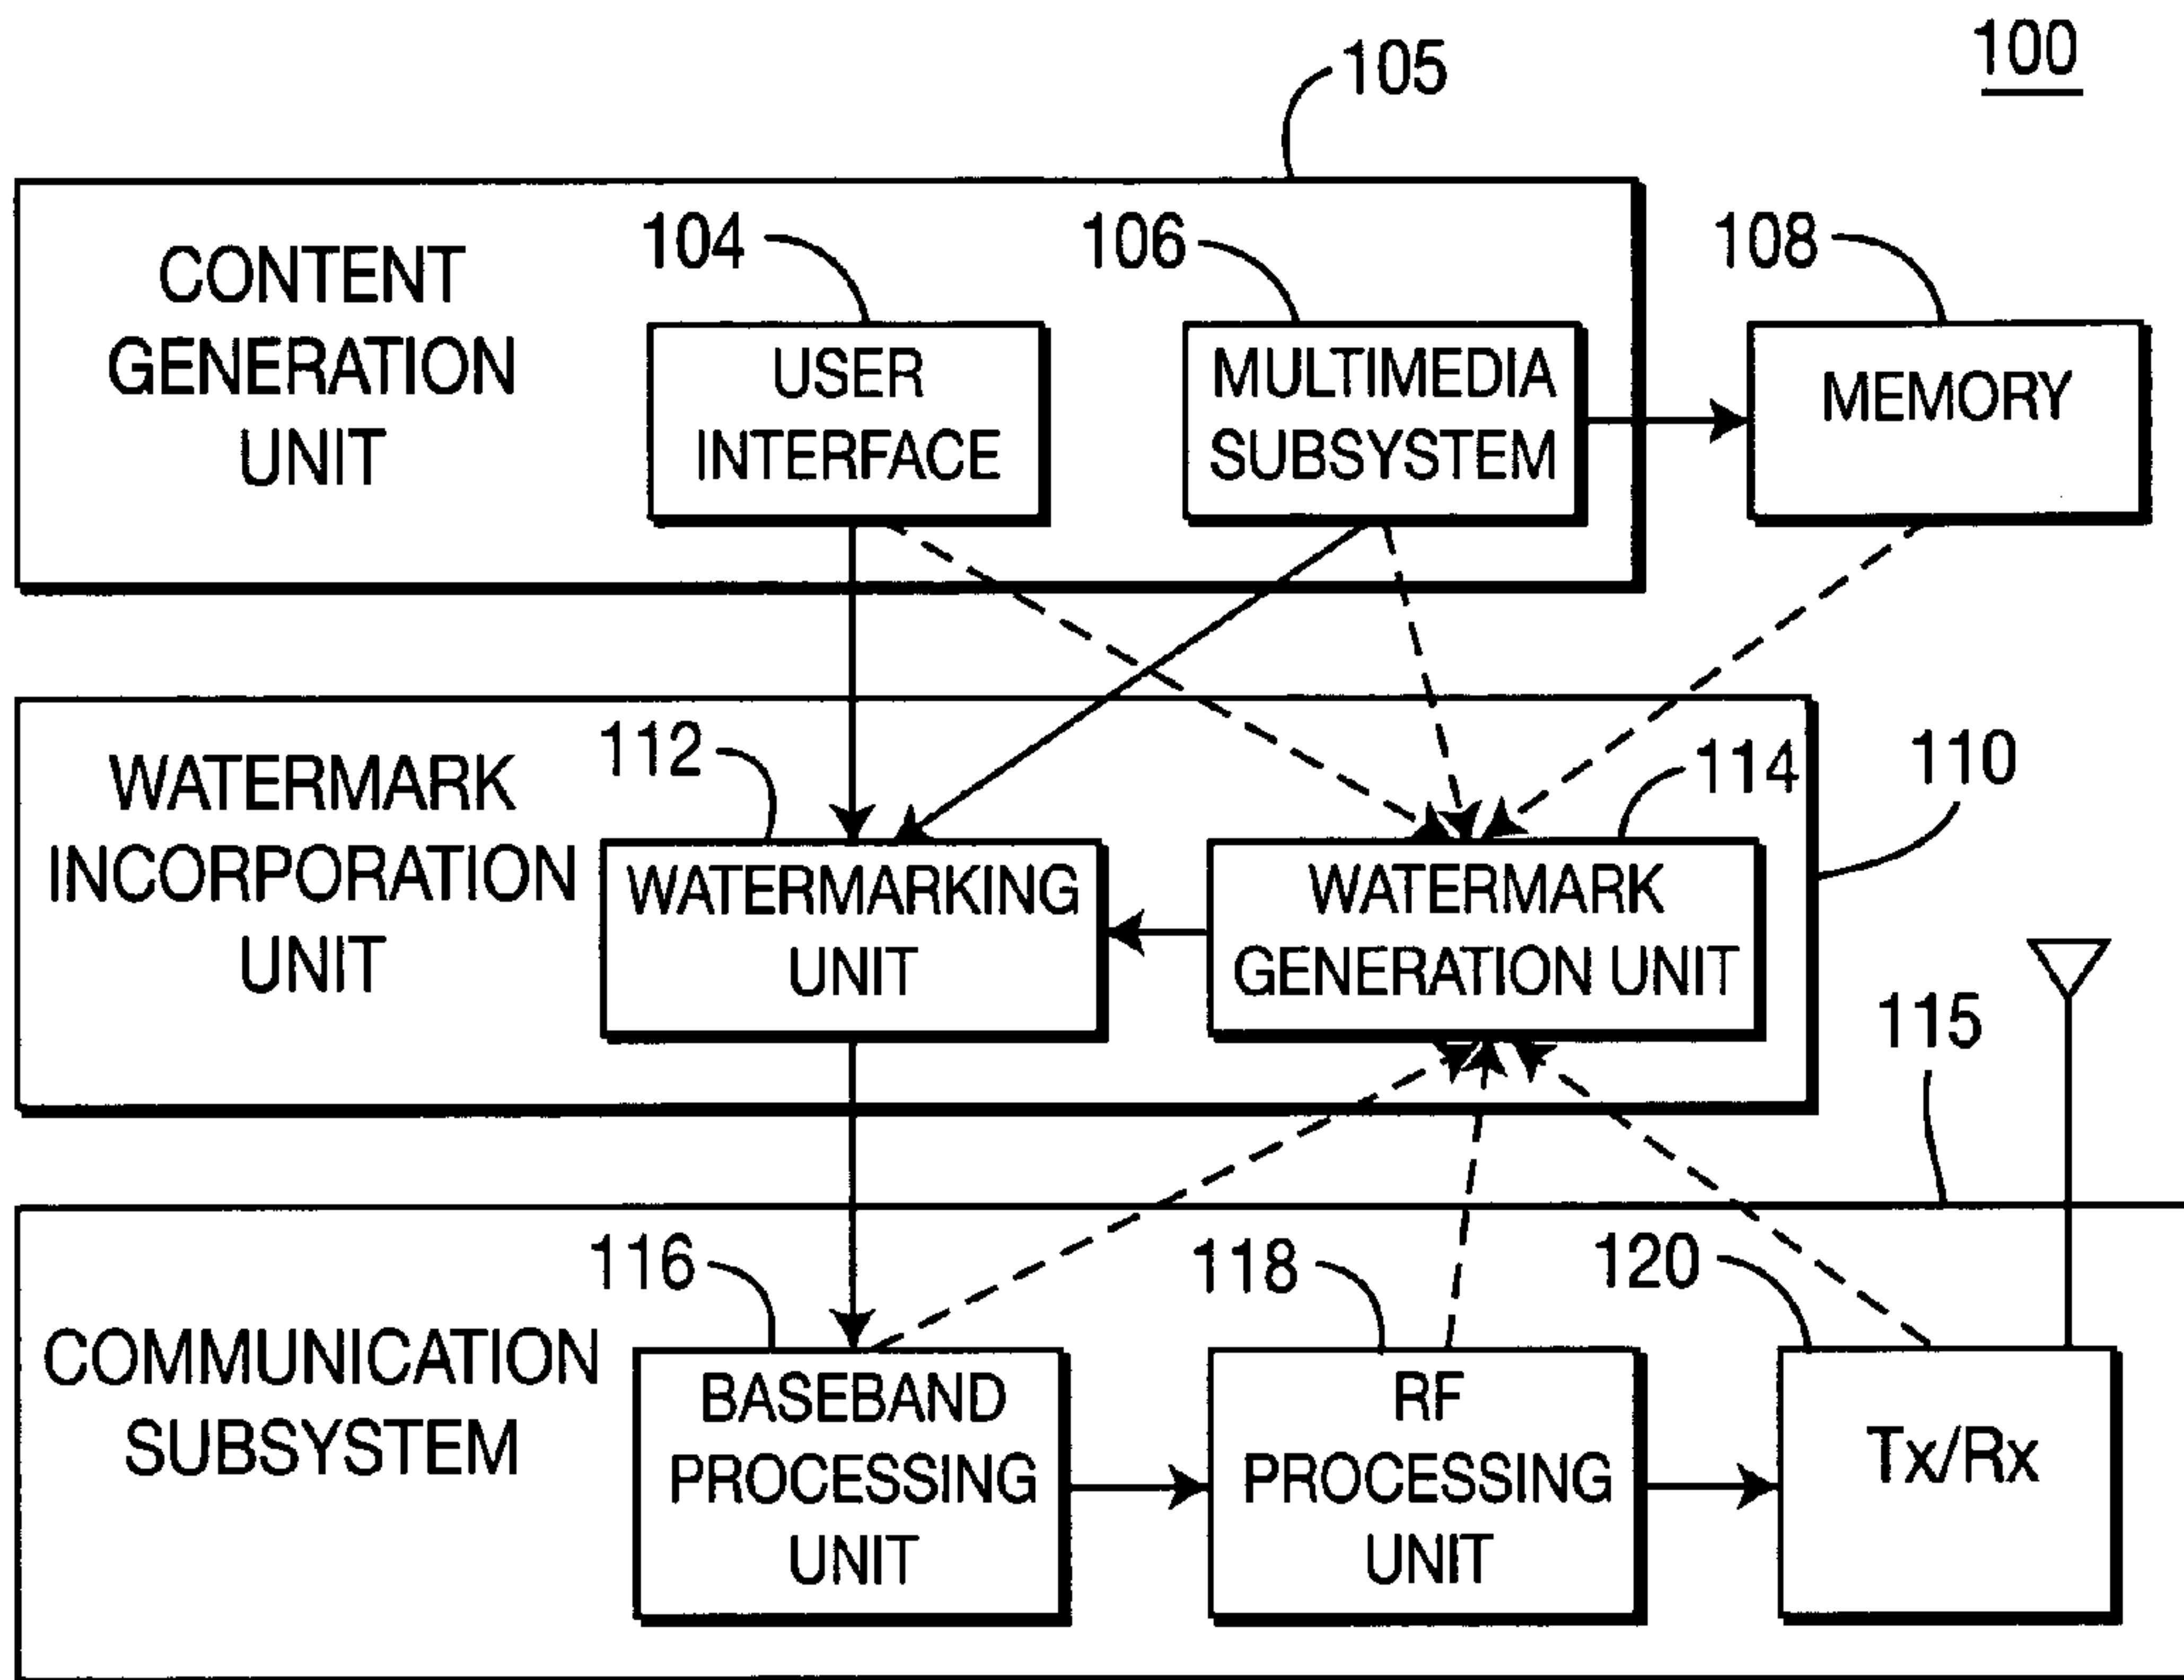 100
105
CONTENT
GENERATION
UNIT
104
USER
INTERFACE
106
MULTIMEDIA
SUBSYSTEM
108
MEMORY
WATERMARK
INCORPORATION
UNIT
112
WATERMARKING
UNIT
114
WATERMARK
GENERATION UNIT
110
115
COMMUNICATION
SUBSYSTEM
116
BASEBAND
PROCESSING
UNIT
118
RF
PROCESSING
UNIT
120
Tx/Rx